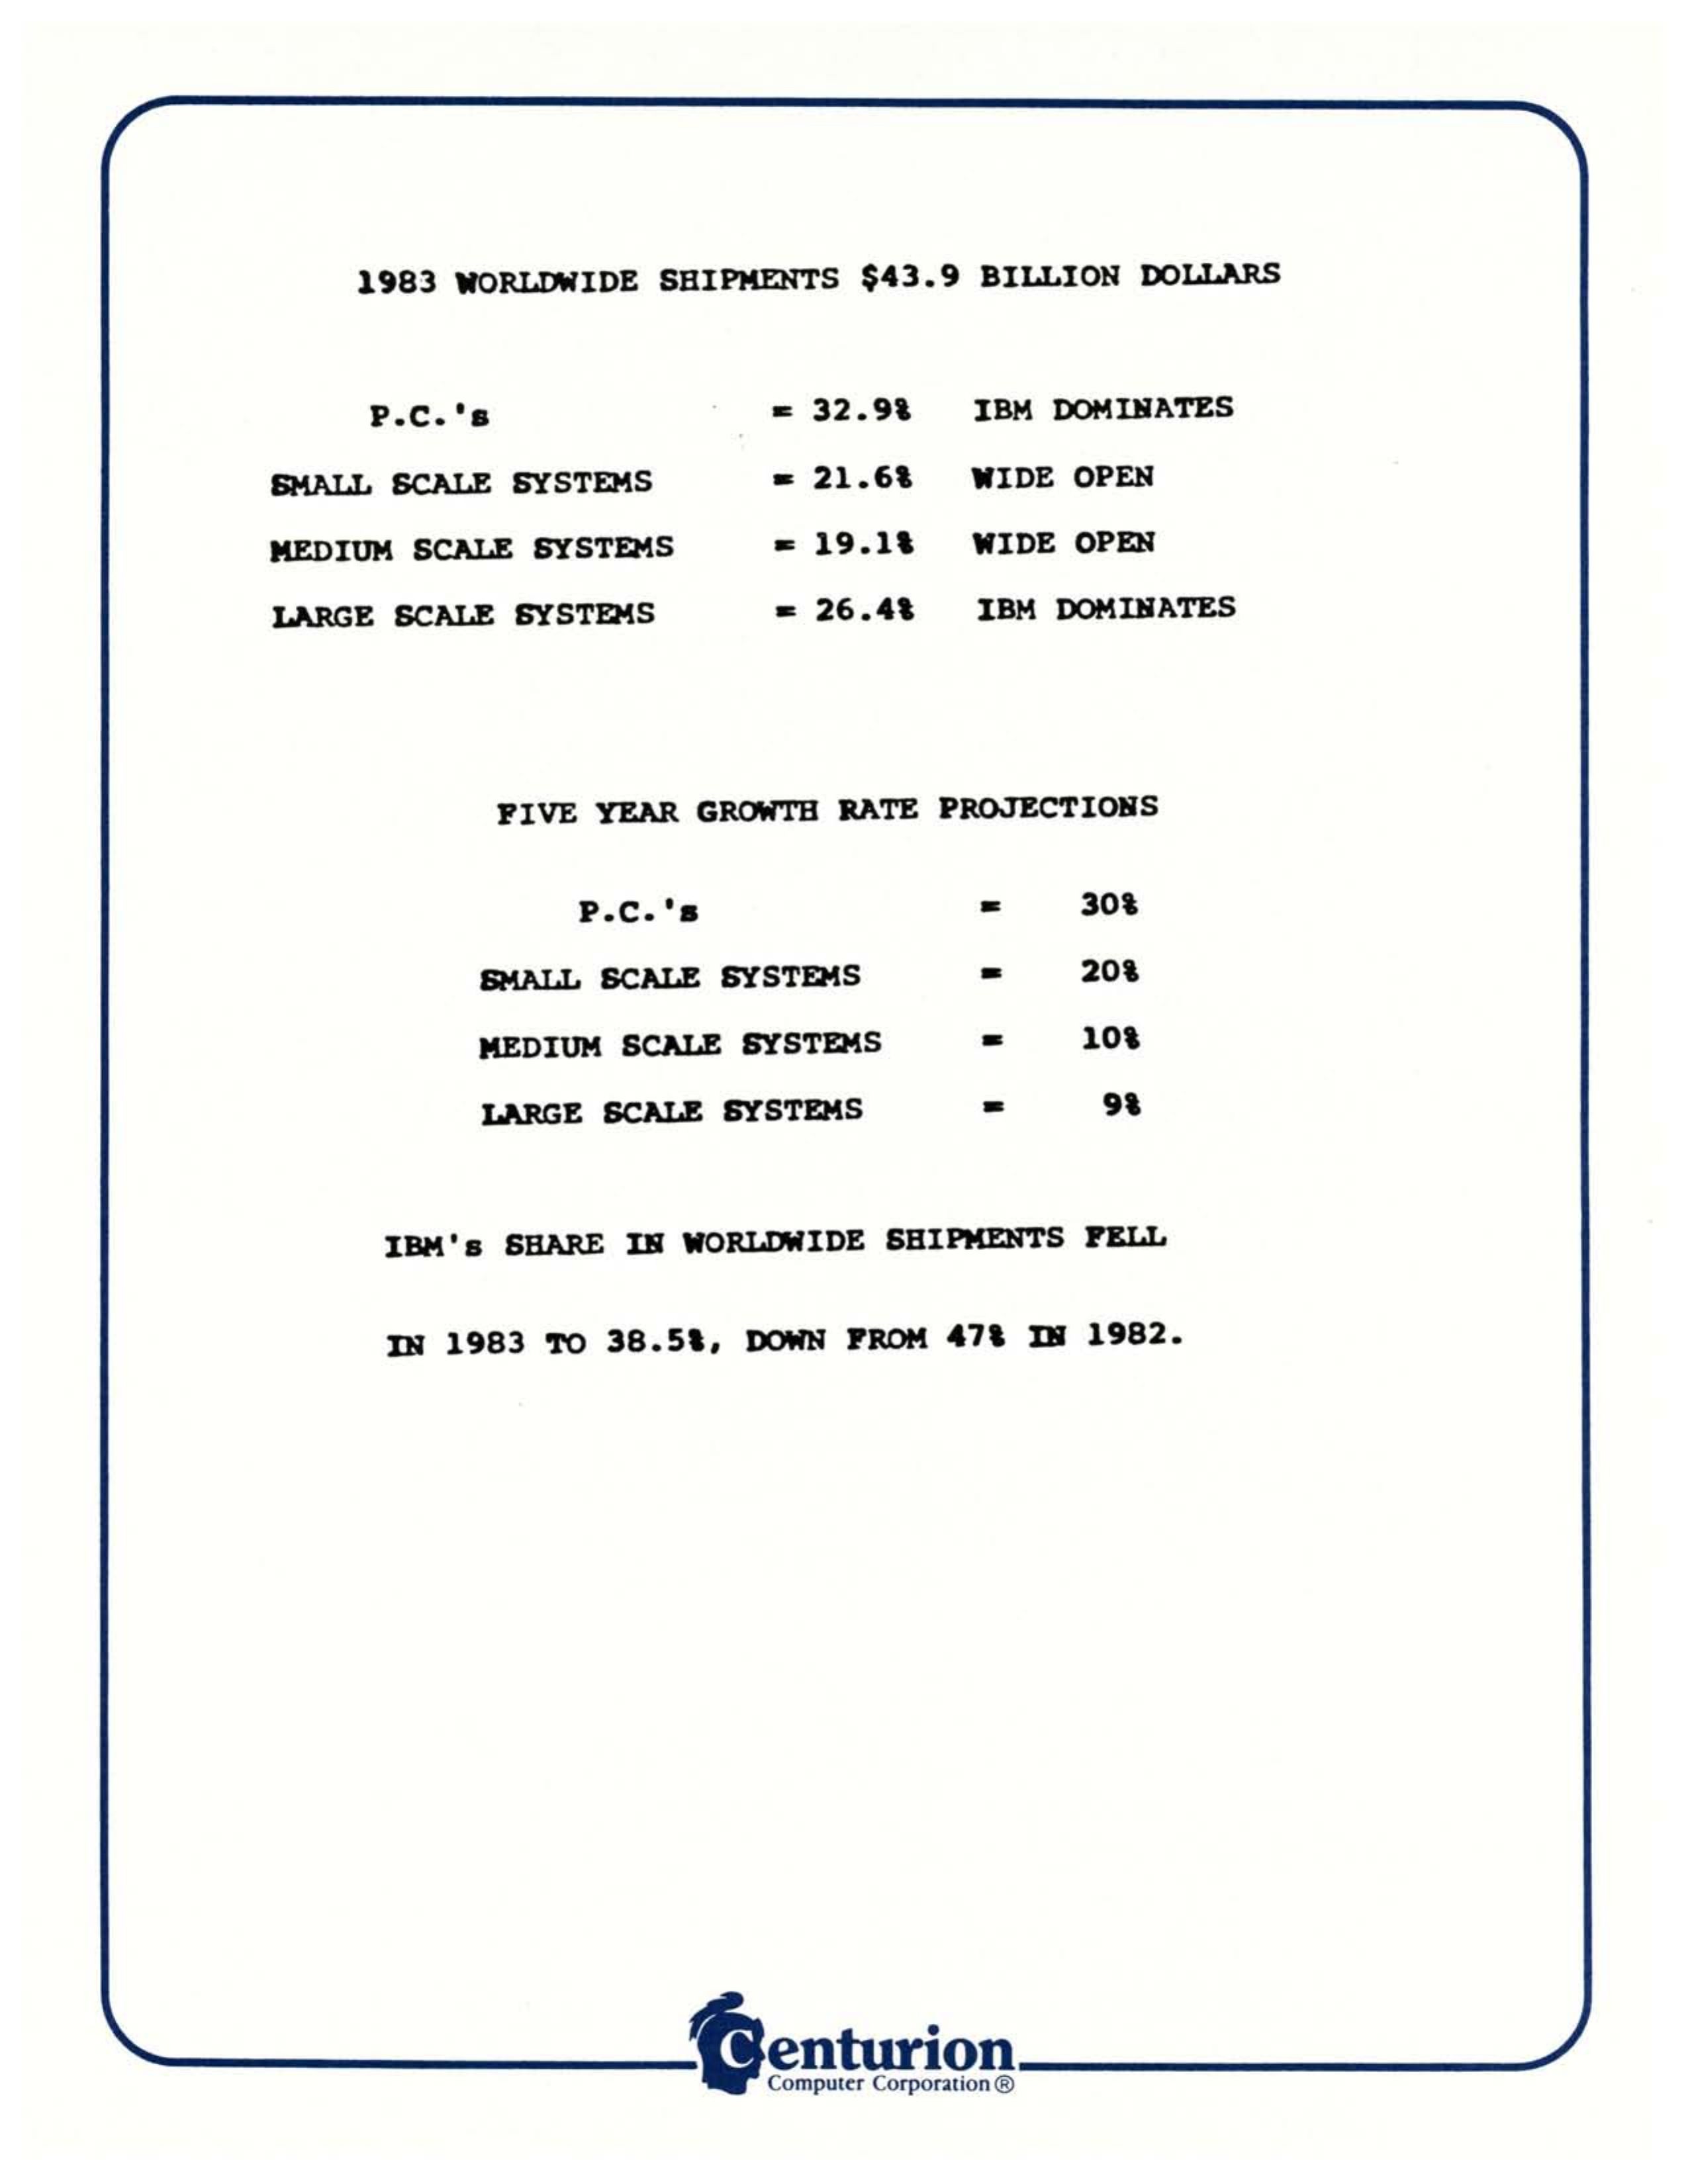 1983 WORLDWIDE SHIPMENTS $43.9 BILLION DOLLARS
P.C.'s = 32.9% IBM DOMINATES
SMALL SCALE SYSTEMS = 21.6% WIDE OPEN
MEDIUM SCALE SYSTEMS = 19.1% WIDE OPEN
LARGE SCALE SYSTEMS = 26.4% IBM DOMINATES
FIVE YEAR GROWTH RATE PROJECTIONS
P.C.'s = 30%
SMALL SCALE SYSTEMS = 20%
MEDIUM SCALE SYSTEMS = 10%
LARGE SCALE SYSTEMS = 9%
IBM's SHARE IN WORLDWIDE SHIPMENTS FELL
IN 1983 TO 38.5%, DOWN FROM 47% IN 1982.
Centurion
Computer Corporation®